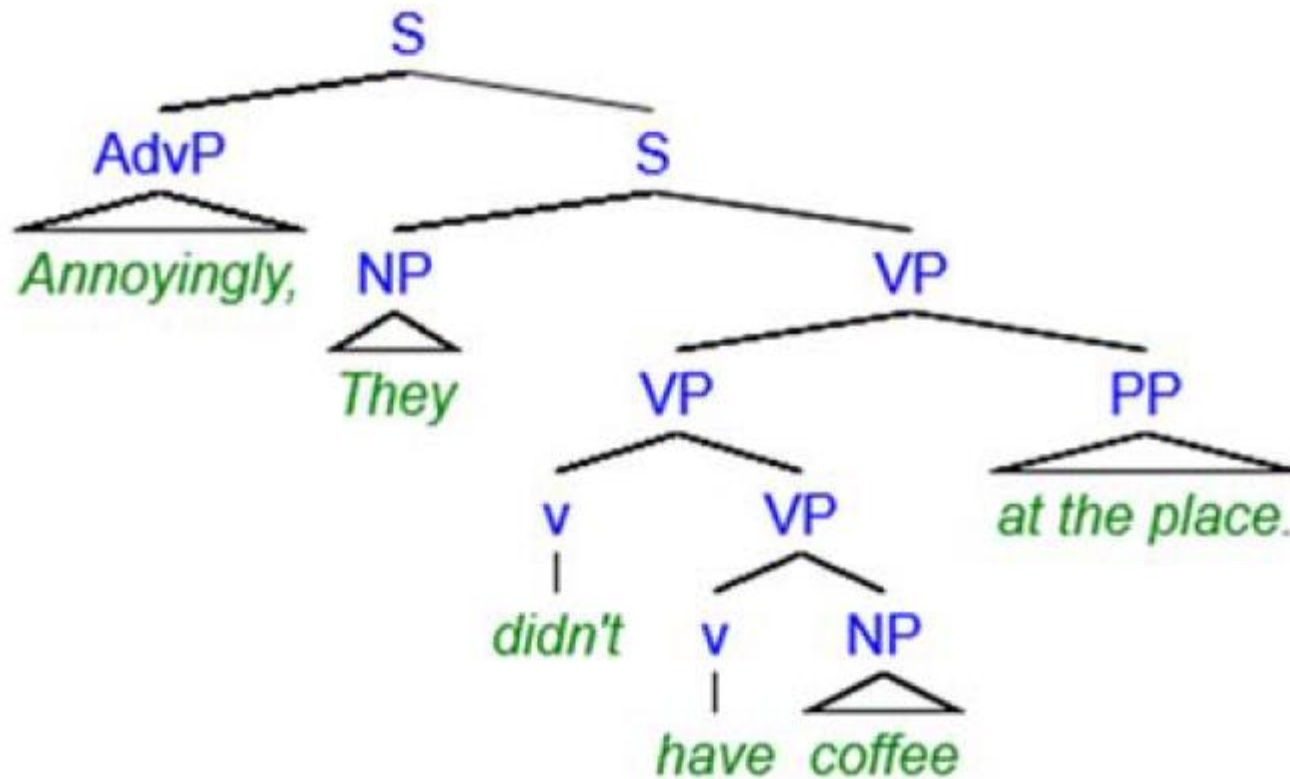 S
AdvP S
Annoyingly, NP VP
They VP PP
v VP at the place.
didn't v NP
have coffee